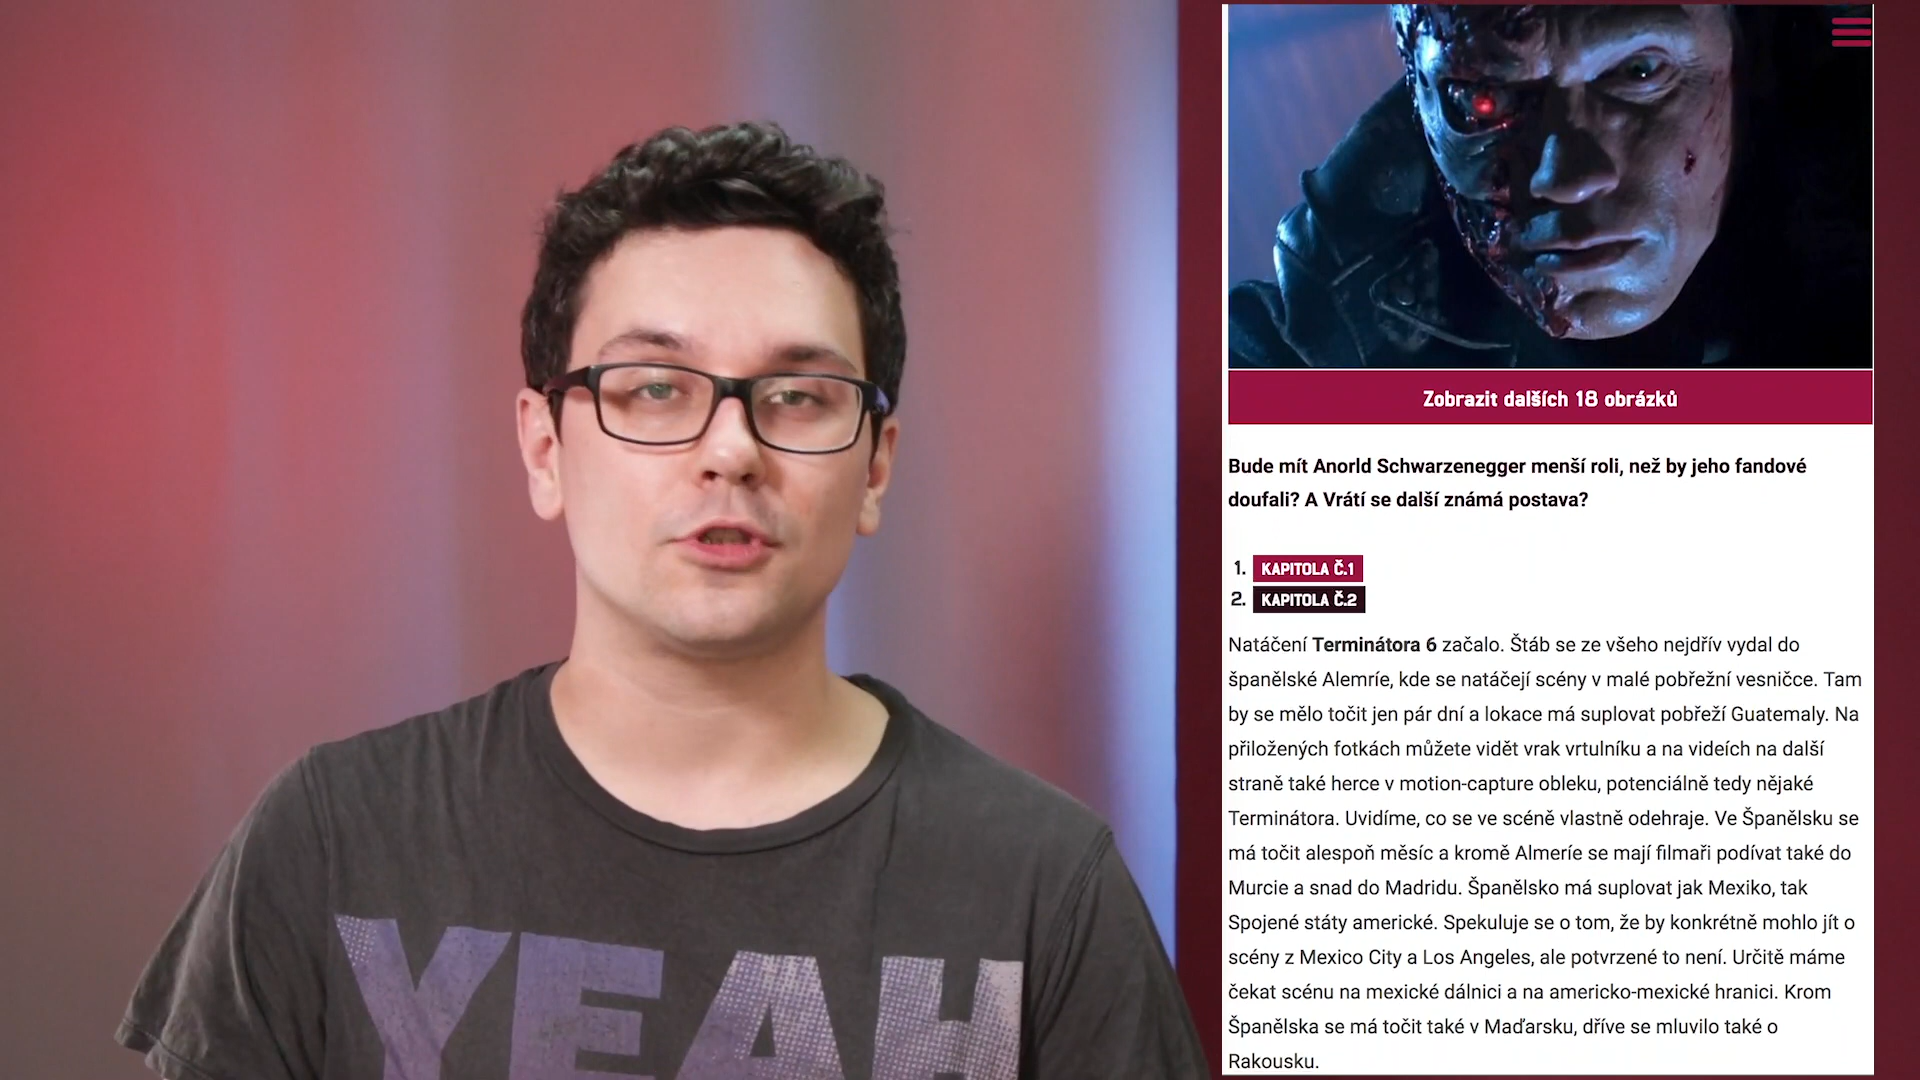 Zobrazit dalších 18 obrázků
Bude mít Anorld Schwarzenegger menší roli, než by jeho fandové
doufali? A Vrátí se další známá postava?
1. KAPITOLA Č.1
2. KAPITOLA Č.2
Natáčení Terminátora 6 začalo. Štáb se ze všeho nejdřív vydal do
španělské Alemríe, kde se natáčejí scény v malé pobřežní vesničce. Tam
by se mělo točit jen pár dní a lokace má suplovat pobřeží Guatemaly. Na
přiložených fotkách můžete vidět vrak vrtulníku a na videích na další
straně také herce v motion-capture obleku, potenciálně tedy nějaké
Terminátora. Uvidíme, co se ve scéně vlastně odehraje. Ve Španělsku se
má točit alespoň měsíc a kromě Almeríe se mají filmaři podívat také do
Murcie a snad do Madridu. Španělsko má suplovat jak Mexiko, tak
Spojené státy americké. Spekuluje se o tom, že by konkrétně mohlo jít o
scény z Mexico City a Los Angeles, ale potvrzené to není. Určitě máme
čekat scénu na mexické dálnici a na americko-mexické hranici. Krom
Španělska se má točit také v Maďarsku, dříve se mluvilo také o
Rakousku.
YEAH